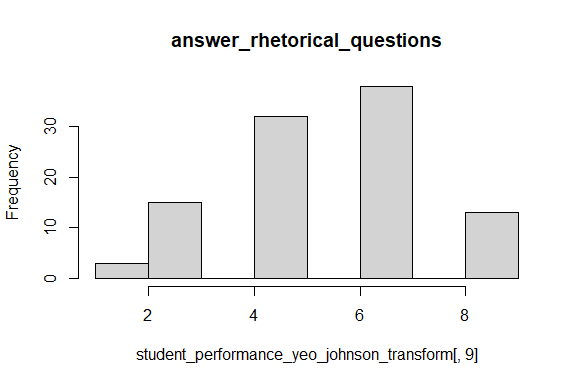 answer_rhetorical_questions
Frequency
30
20
10
0
2 4 6 8
student_performance_yeo_johnson_transform[, 9]